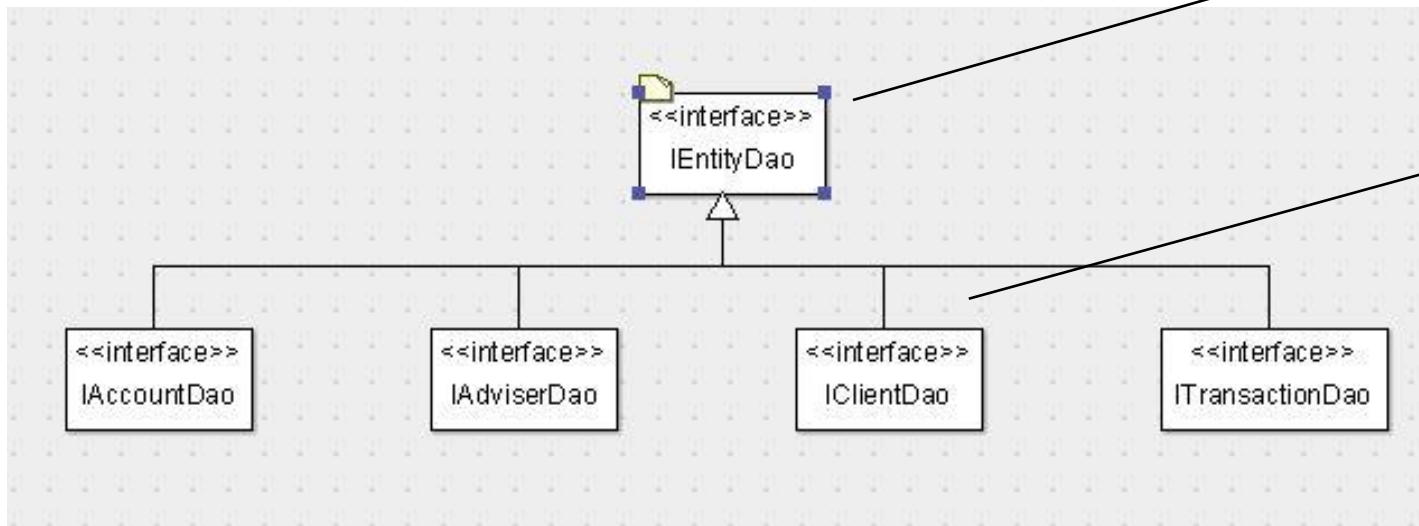 <<interface>>
IEntityDao
<<interface>>
IAccountDao
<<interface>>
IAdviserDao
<<interface>>
IClientDao
<<interface>>
ITransactionDao